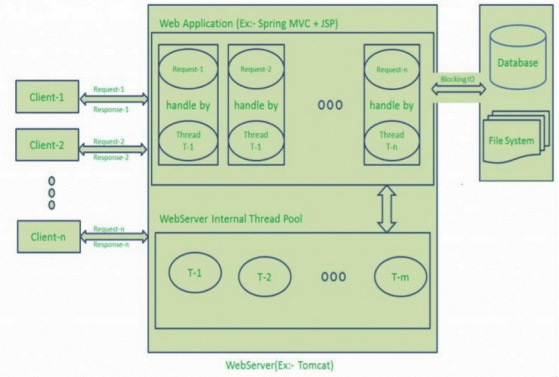 Web Application (Ex:- Spring MVC + JSP)
Request-1
Request-2
Request-n
handle by
handle by
handle by
Thread
T-1
Thread
T-1
Thread
T-n
Client-1
Request-1
Response-1
Client-2
Request-2
Response-2
Client-n
Request-n
Response-n
Blocking IO
Database
File System
WebServer Internal Thread Pool
T-1
T-2
T-m
WebServer(Ex:- Tomcat)